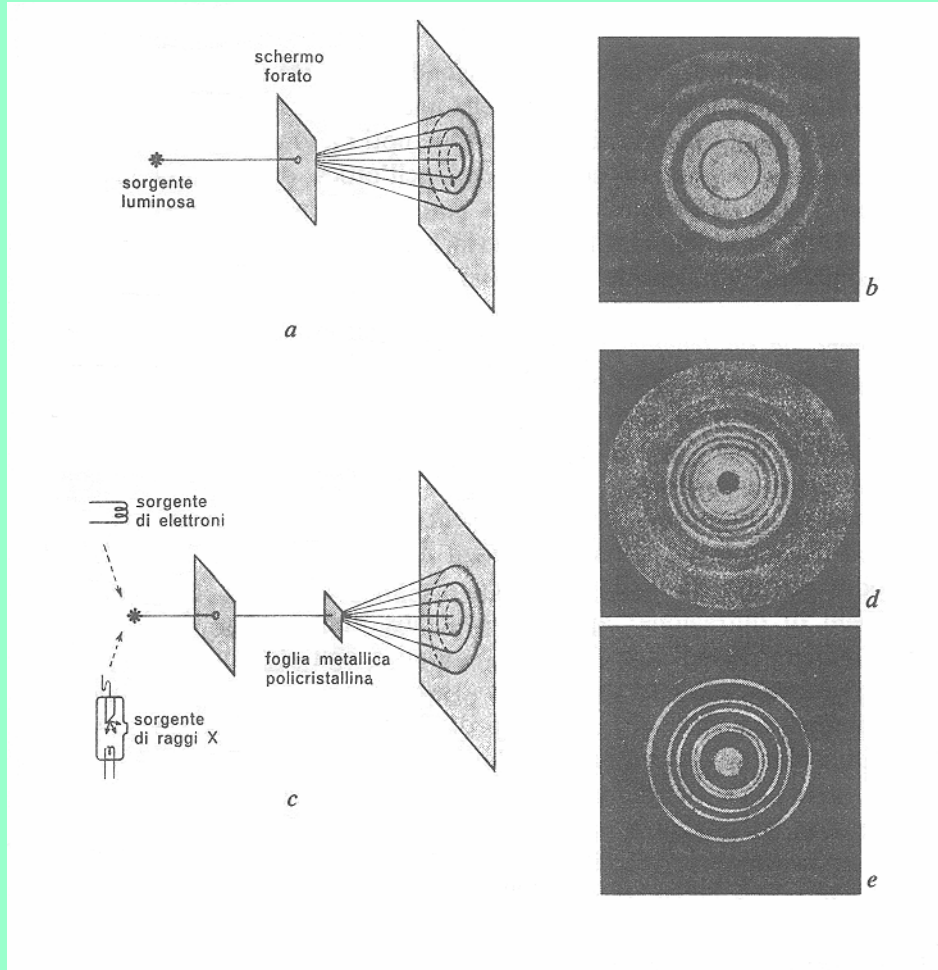 schermo
forato
sorgente
luminosa
a
b
sorgente
di elettroni
foglia metallica
policristallina
sorgente
di raggi X
c
d
e